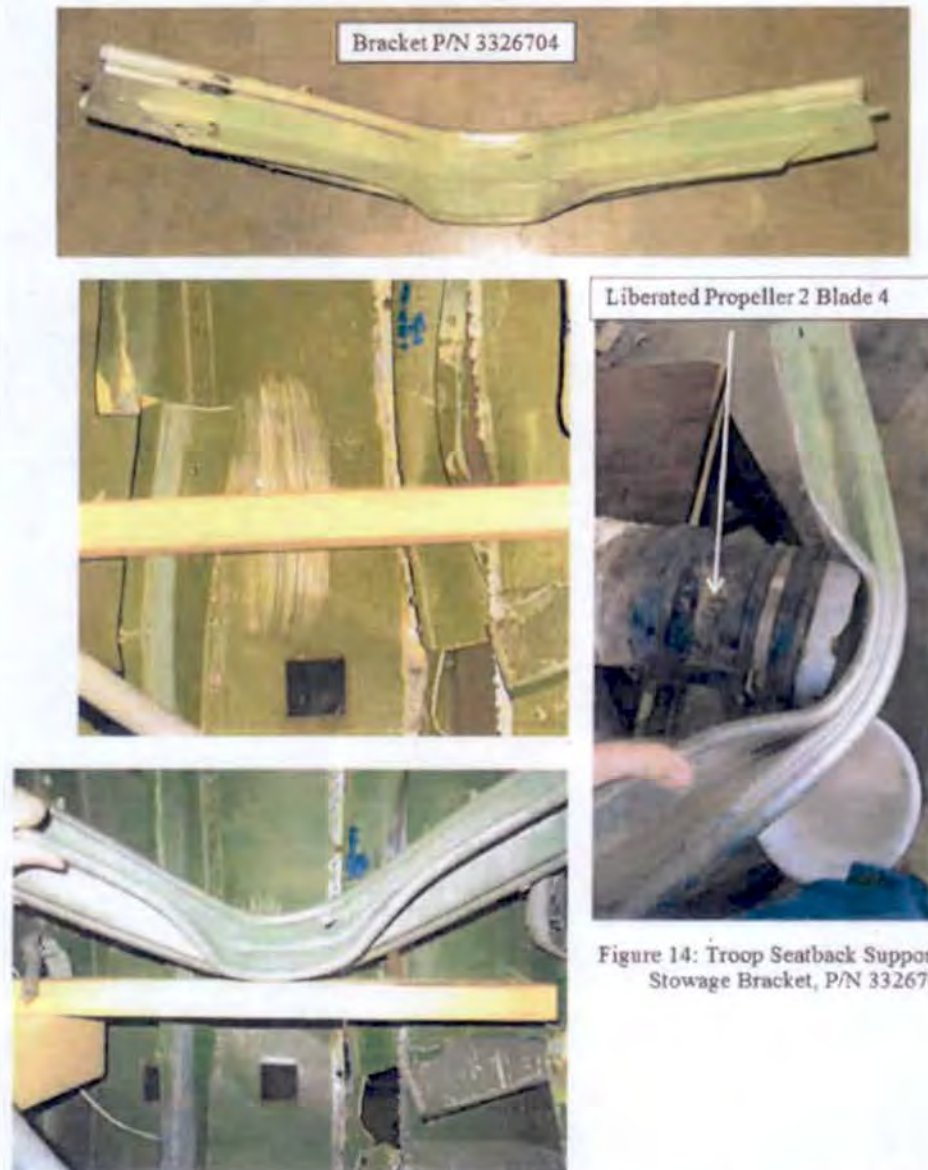 Bracket P/N 3326704
Liberated Propeller 2 Blade 4
Figure 14: Troop Seatback Suppor
Stowage Bracket, P/N 33267